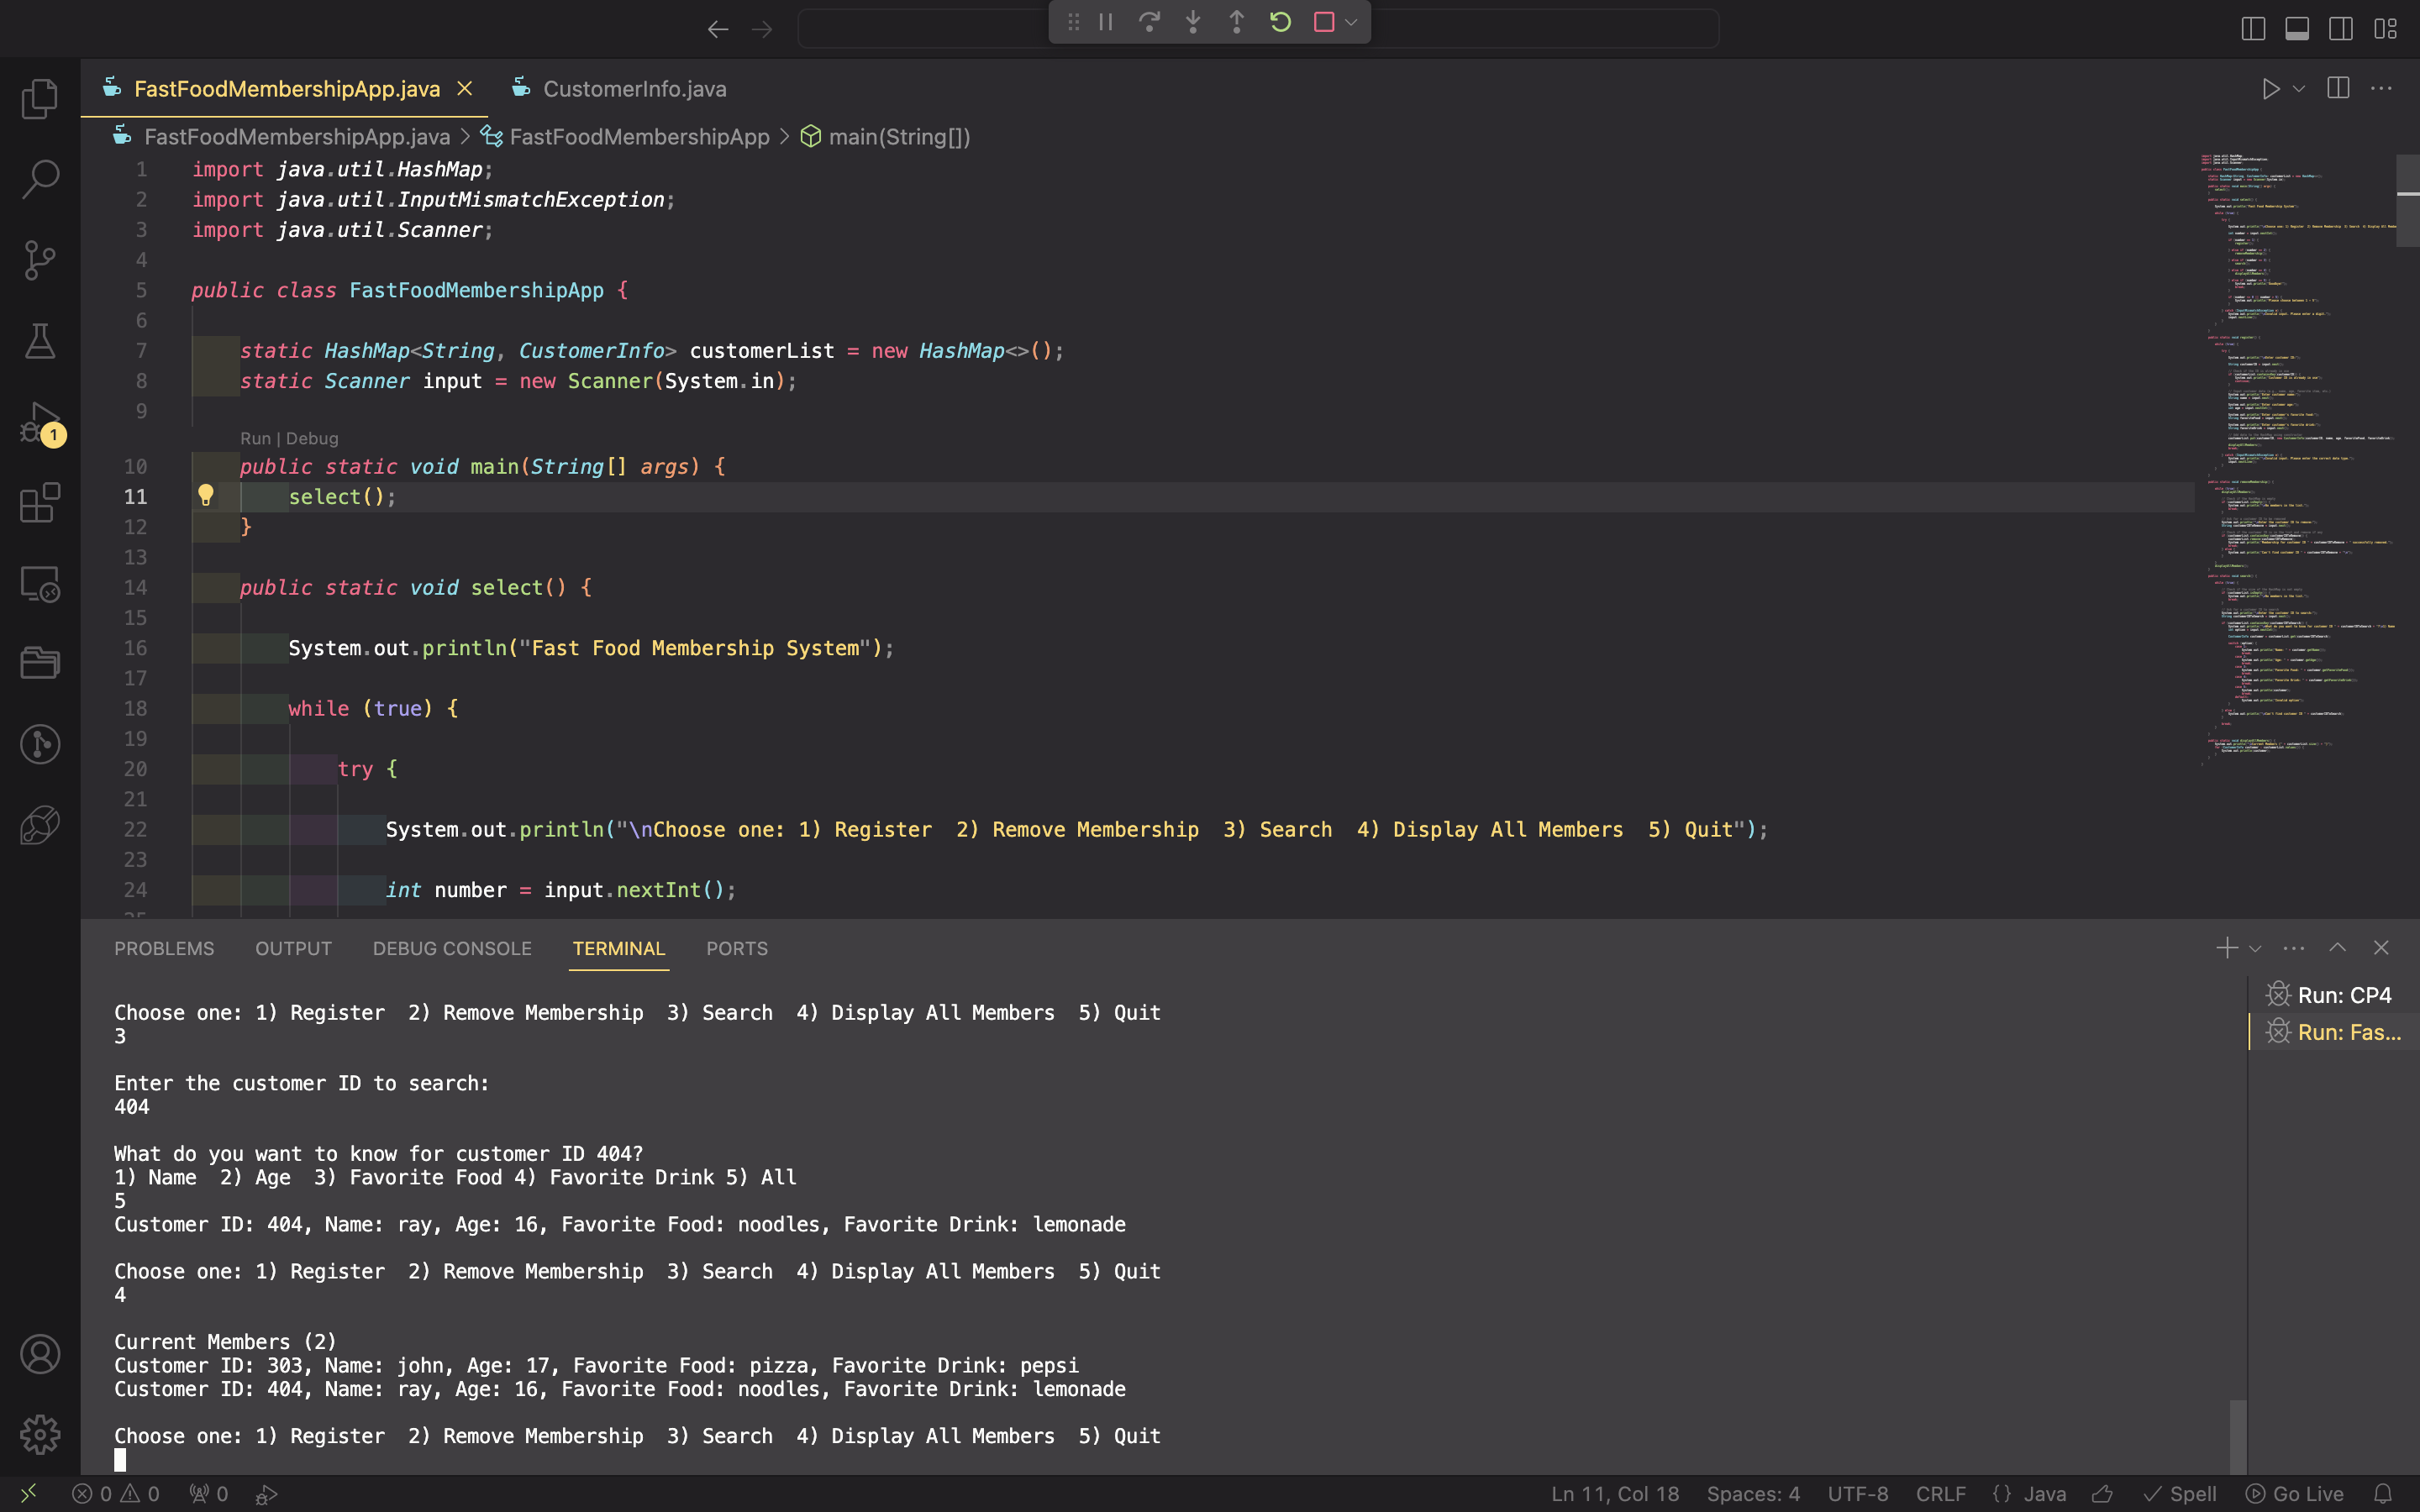 FastFoodMembershipApp.java
CustomerInfo.java
FastFoodMembershipApp.java > FastFoodMembershipApp > main(String[])
1 import java.util.HashMap;
2 import java.util.InputMismatchException;
3 import java.util.Scanner;
4
5 public class FastFoodMembershipApp {
6
7 static HashMap<String, CustomerInfo> customerList = new HashMap<>();
8 static Scanner input = new Scanner(System.in);
9
Run | Debug
10 public static void main(String[] args) {
11 select();
12 }
13
14 public static void select() {
15
16 System.out.println("Fast Food Membership System");
17
18 while (true) {
19
20 try {
21
22 System.out.println("\nChoose one: 1) Register  2) Remove Membership  3) Search  4) Display All Members  5) Quit");
23
24 int number = input.nextInt();
1
PROBLEMS OUTPUT DEBUG CONSOLE TERMINAL PORTS
Choose one: 1) Register  2) Remove Membership  3) Search  4) Display All Members  5) Quit
3
Enter the customer ID to search:
404
What do you want to know for customer ID 404?
1) Name  2) Age  3) Favorite Food 4) Favorite Drink 5) All
5
Customer ID: 404, Name: ray, Age: 16, Favorite Food: noodles, Favorite Drink: lemonade
Choose one: 1) Register  2) Remove Membership  3) Search  4) Display All Members  5) Quit
4
Current Members (2)
Customer ID: 303, Name: john, Age: 17, Favorite Food: pizza, Favorite Drink: pepsi
Customer ID: 404, Name: ray, Age: 16, Favorite Food: noodles, Favorite Drink: lemonade
Choose one: 1) Register  2) Remove Membership  3) Search  4) Display All Members  5) Quit
Run: CP4
Run: Fas...
0 0 0 Ln 11, Col 18 Spaces: 4 UTF-8 CRLF {} Java Spell Go Live